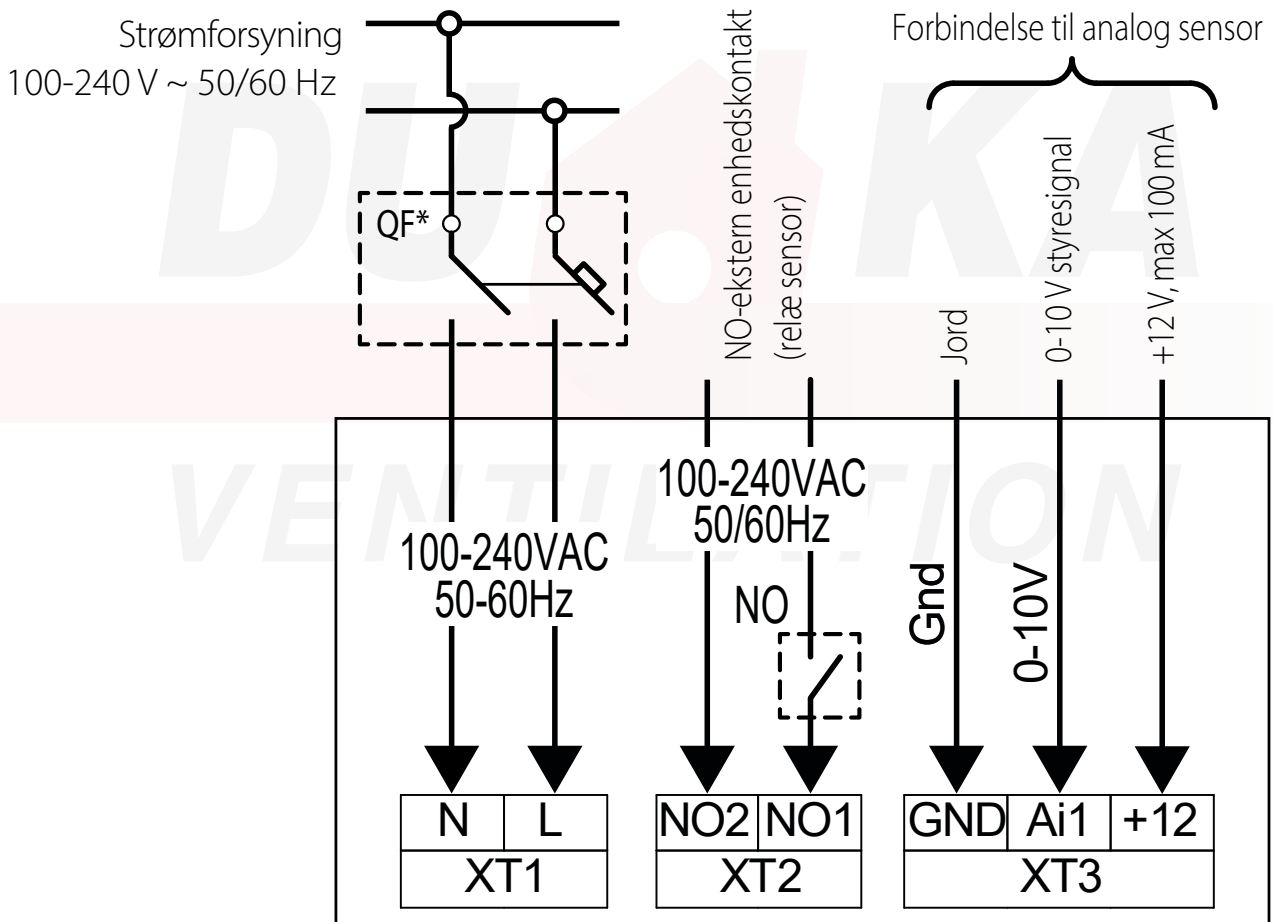 Strømforsyning
100-240 V ~ 50/60 Hz
Forbindelse til analog sensor
QF*
NO-ekstern enhedskontakt
(relæ sensor)
Jord
0-10 V styresignal
+12 V, max 100 mA
DUKA
VENTILATION
100-240VAC
50-60Hz
100-240VAC
50/60Hz
NO
Gnd
0-10V
N L
XT1
NO2 NO1
XT2
GND Ai1 +12
XT3